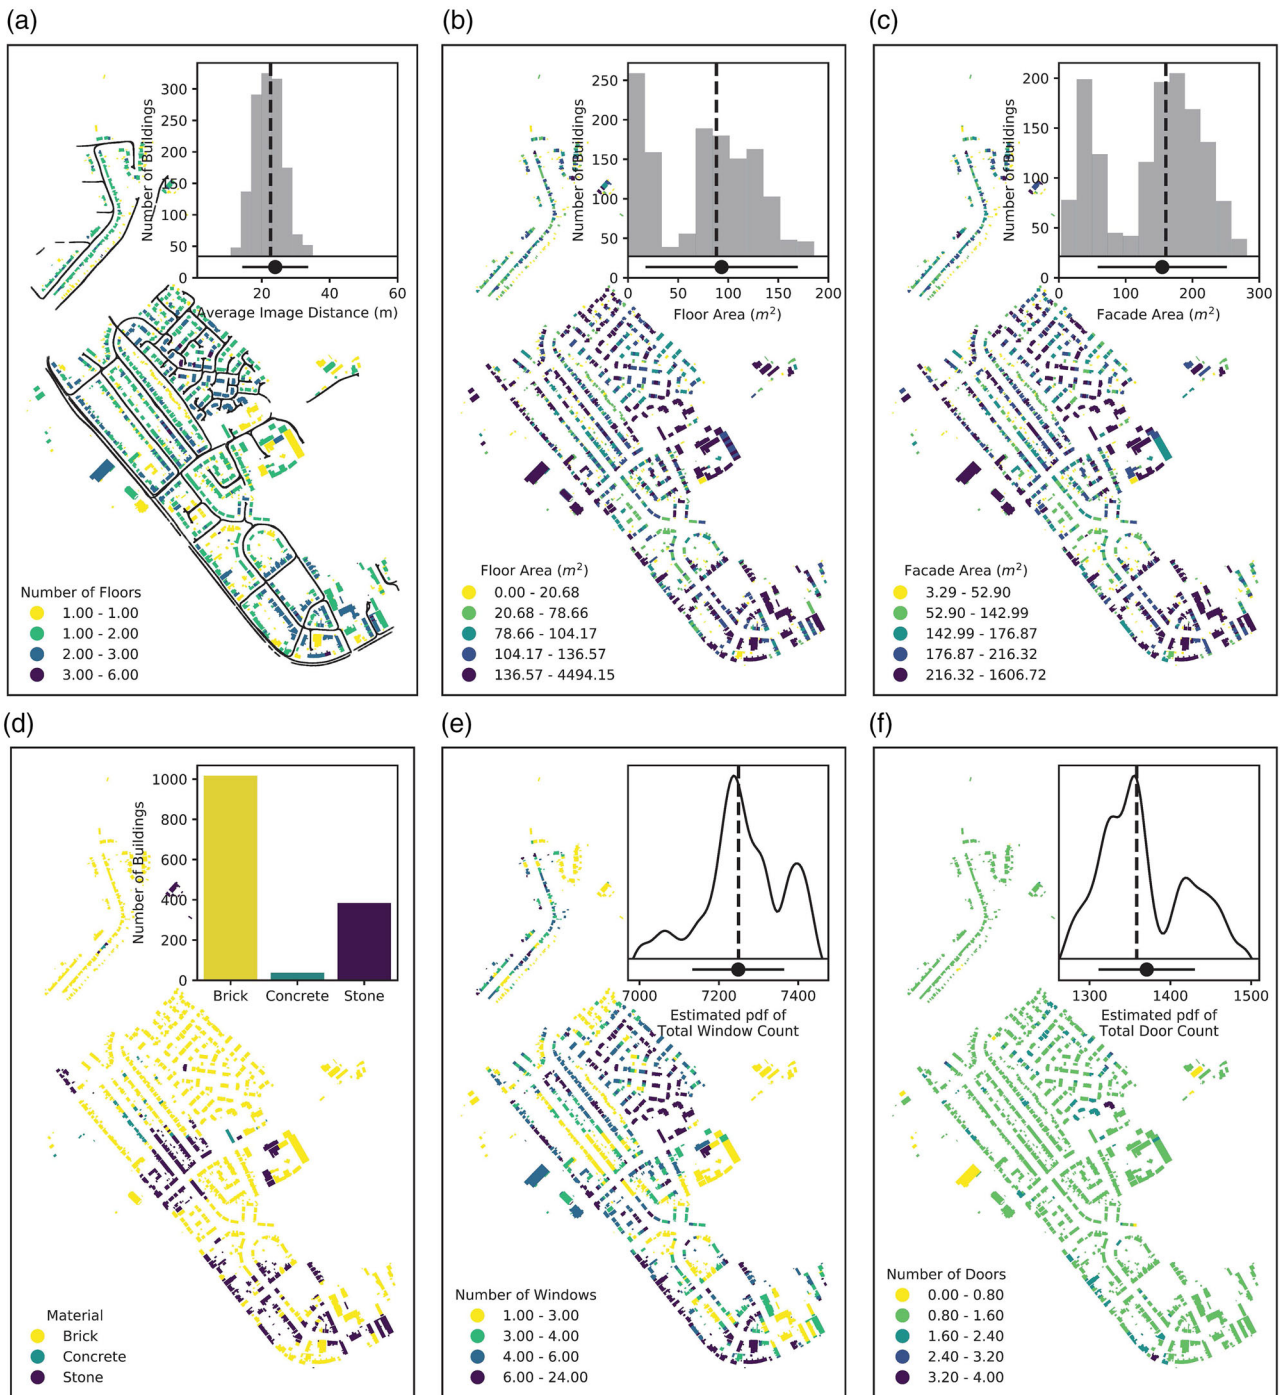 (a)
(b)
(c)
Number of Buildings
300
250
200
150
100
50
0
20
40
60
Average Image Distance (m)
Number of Floors
1.00 - 1.00
1.00 - 2.00
2.00 - 3.00
3.00 - 6.00
Number of Buildings
250
200
150
100
50
0
0
50
100
150
200
Floor Area (m²)
Floor Area (m²)
0.00 - 20.68
20.68 - 78.66
78.66 - 104.17
104.17 - 136.57
136.57 - 4494.15
Number of Buildings
200
150
100
50
0
0
100
200
300
Facade Area (m²)
Facade Area (m²)
3.29 - 52.90
52.90 - 142.99
142.99 - 176.87
176.87 - 216.32
216.32 - 1606.72
(d)
(e)
(f)
Number of Buildings
1000
800
600
400
200
0
Brick
Concrete
Stone
Material
Brick
Concrete
Stone
7000
7200
7400
Estimated pdf of
Total Window Count
Number of Windows
1.00 - 3.00
3.00 - 4.00
4.00 - 6.00
6.00 - 24.00
1300
1400
1500
Estimated pdf of
Total Door Count
Number of Doors
0.00 - 0.80
0.80 - 1.60
1.60 - 2.40
2.40 - 3.20
3.20 - 4.00